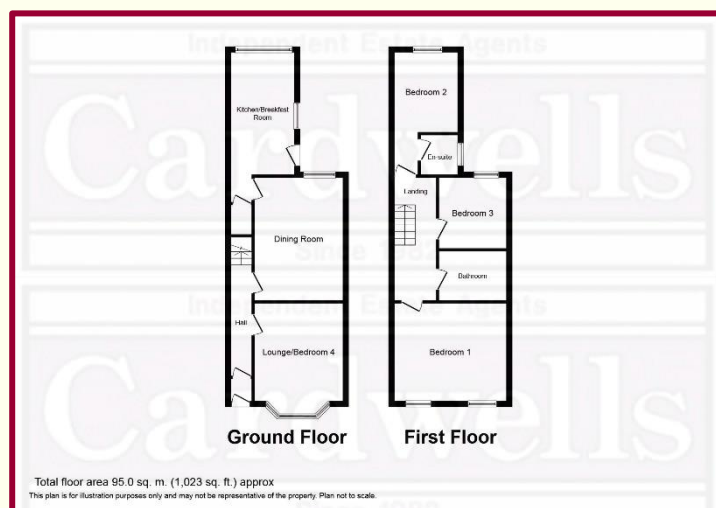 Independent Estate Agents
Cardwells
Since 1982
Independent Estate Agents
Cardwells
Since 1982
Kitchen/Breakfast
Room
Dining Room
Hall
Lounge/Bedroom 4
Ground Floor
Bedroom 2
En-suite
Landing
Bedroom 3
Bathroom
Bedroom 1
First Floor
Total floor area 95.0 sq. m. (1,023 sq. ft.) approx
This plan is for illustration purposes only and may not be representative of the property. Plan not to scale.